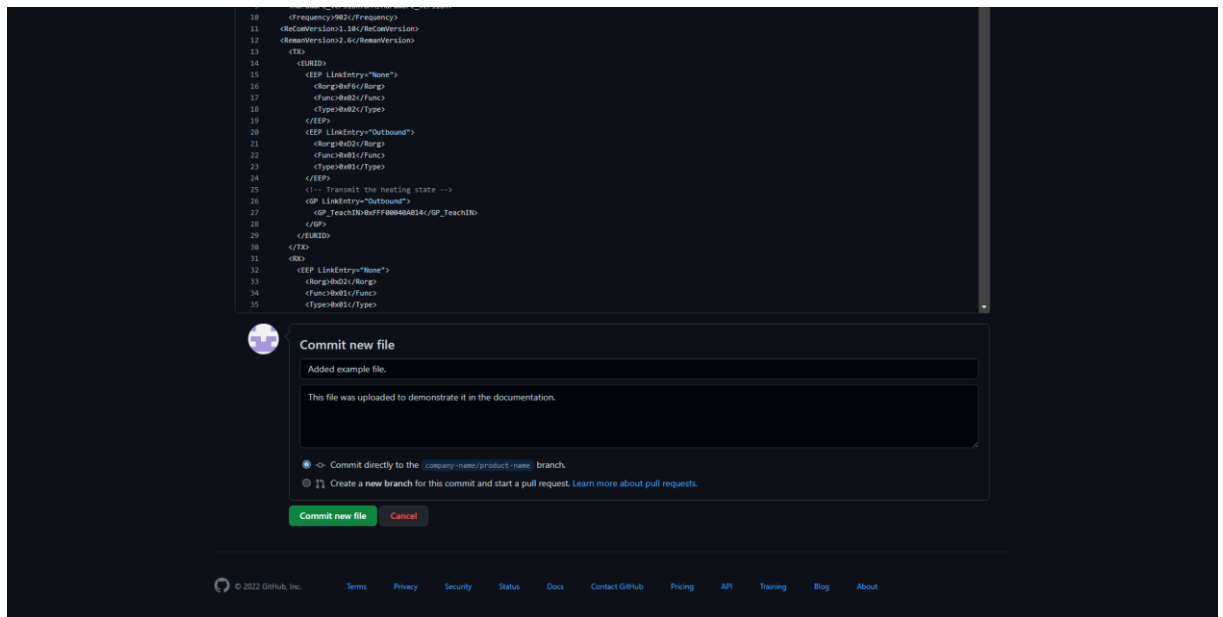 10 <Frequency>902</Frequency>
11 <ReComVersion>1.10</ReComVersion>
12 <RemanVersion>2.6</RemanVersion>
13 <TX>
14 <EURID>
15 <EEP LinkEntry="None">
16 <Rorg>0xF6</Rorg>
17 <Func>0x02</Func>
18 <Type>0x02</Type>
19 </EEP>
20 <EEP LinkEntry="Outbound">
21 <Rorg>0xD2</Rorg>
22 <Func>0x01</Func>
23 <Type>0x01</Type>
24 </EEP>
25 <!-- Transmit the heating state -->
26 <GP LinkEntry="Outbound">
27 <GP_TeachIN>0xFFF00040A014</GP_TeachIN>
28 </GP>
29 </EURID>
30 </TX>
31 <RX>
32 <EEP LinkEntry="None">
33 <Rorg>0xD2</Rorg>
34 <Func>0x01</Func>
35 <Type>0x01</Type>
Commit new file
Added example file.
This file was uploaded to demonstrate it in the documentation.
Commit directly to the company-name/product-name branch.
Create a new branch for this commit and start a pull request. Learn more about pull requests.
Commit new file Cancel
© 2022 GitHub, Inc. Terms Privacy Security Status Docs Contact GitHub Pricing API Training Blog About